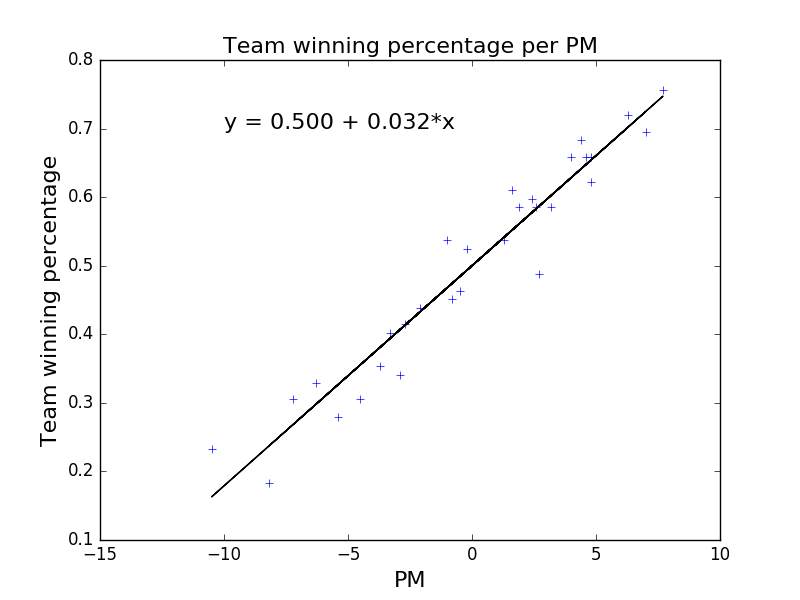 Team winning percentage per PM
y = 0.500 + 0.032*x
Team winning percentage
0.8
0.7
0.6
0.5
0.4
0.3
0.2
0.1
−15 −10 −5 0 5 10
PM